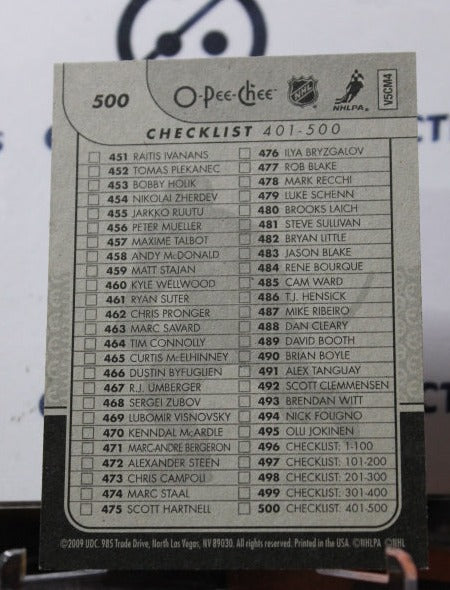 500
O-Pee-Chee
NHL
NHLPA
V5CM4
CHECKLIST 401-500
451 RAITIS IVANANS
452 TOMAS PLEKANEC
453 BOBBY HOLIK
454 NIKOLAI ZHERDEV
455 JARKKO RUUTU
456 PETER MUELLER
457 MAXIME TALBOT
458 ANDY McDONALD
459 MATT STAJAN
460 KYLE WELLWOOD
461 RYAN SUTER
462 CHRIS PRONGER
463 MARC SAVARD
464 TIM CONNOLLY
465 CURTIS McELHINNEY
466 DUSTIN BYFUGLIEN
467 R.J. UMBERGER
468 SERGEI ZUBOV
469 LUBOMIR VISNOVSKY
470 KENNDAL McARDLE
471 MARC-ANDRE BERGERON
472 ALEXANDER STEEN
473 CHRIS CAMPOLI
474 MARC STAAL
475 SCOTT HARTNELL
476 ILYA BRYZGALOV
477 ROB BLAKE
478 MARK RECCHI
479 LUKE SCHENN
480 BROOKS LAICH
481 STEVE SULLIVAN
482 BRYAN LITTLE
483 JASON BLAKE
484 RENE BOURQUE
485 CAM WARD
486 T.J. HENSICK
487 MIKE RIBEIRO
488 DAN CLEARY
489 DAVID BOOTH
490 BRIAN BOYLE
491 ALEX TANGUAY
492 SCOTT CLEMMENSEN
493 BRENDAN WITT
494 NICK FOLIGNO
495 OLLI JOKINEN
496 CHECKLIST: 1-100
497 CHECKLIST: 101-200
498 CHECKLIST: 201-300
499 CHECKLIST: 301-400
500 CHECKLIST: 401-500
©2009 UDC. 985 Trade Drive, North Las Vegas, NV 89030. All rights reserved. Printed in the USA. ©NHLPA ©NHL